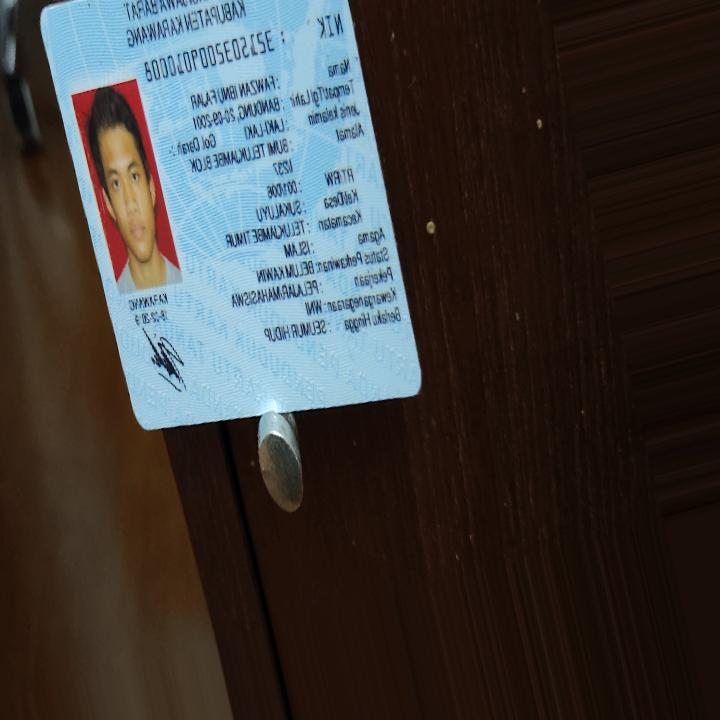 JAWA BARAT
KABUPATEN KARAWANG
NIK : 3215032009010009
Nama : FAWZAN IBNU FAJAR
Tempat/Tgl Lahir : BANDUNG, 20-09-2001
Jenis kelamin : LAKI-LAKI Gol Darah : -
Alamat : BUMI TELUKJAMBE BLOK
RT/RW : 001/006
Kel/Desa : SUKALUYU
Kecamatan : TELUKJAMBE TIMUR
Agama : ISLAM
Status Perkawinan: BELUM KAWIN
Pekerjaan : PELAJAR/MAHASISWA
Kewarganegaraan: WNI
Berlaku Hingga : SEUMUR HIDUP
KARAWANG